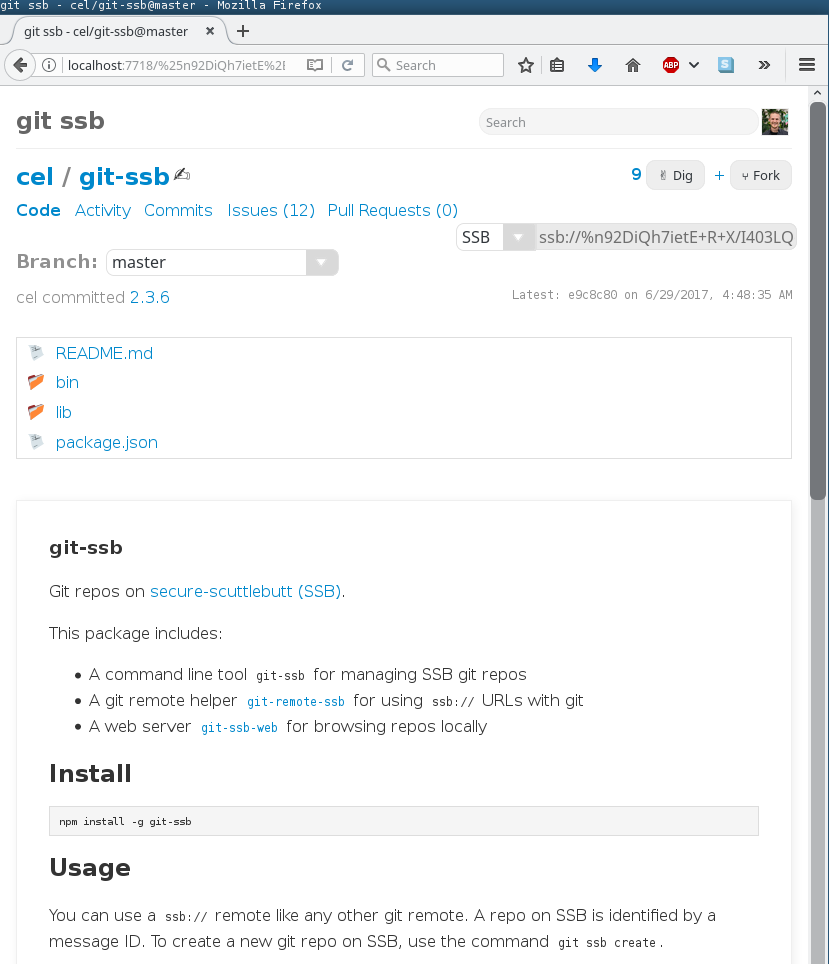 git ssb - cel/git-ssb@master - Mozilla Firefox
git ssb - cel/git-ssb@master
localhost:7718/%25n92DiQh7ietE%2
Search
ABP
S
git ssb
Search
cel / git-ssb
9 Dig + Fork
Code Activity Commits Issues (12) Pull Requests (0)
SSB ssb://%n92DiQh7ietE+R+X/I403LQ
Branch: master
cel committed 2.3.6
Latest: e9c8c80 on 6/29/2017, 4:48:35 AM
README.md
bin
lib
package.json
git-ssb
Git repos on secure-scuttlebutt (SSB).
This package includes:
• A command line tool git-ssb for managing SSB git repos
• A git remote helper git-remote-ssb for using ssb:// URLs with git
• A web server git-ssb-web for browsing repos locally
Install
npm install -g git-ssb
Usage
You can use a ssb:// remote like any other git remote. A repo on SSB is identified by a
message ID. To create a new git repo on SSB, use the command git ssb create.